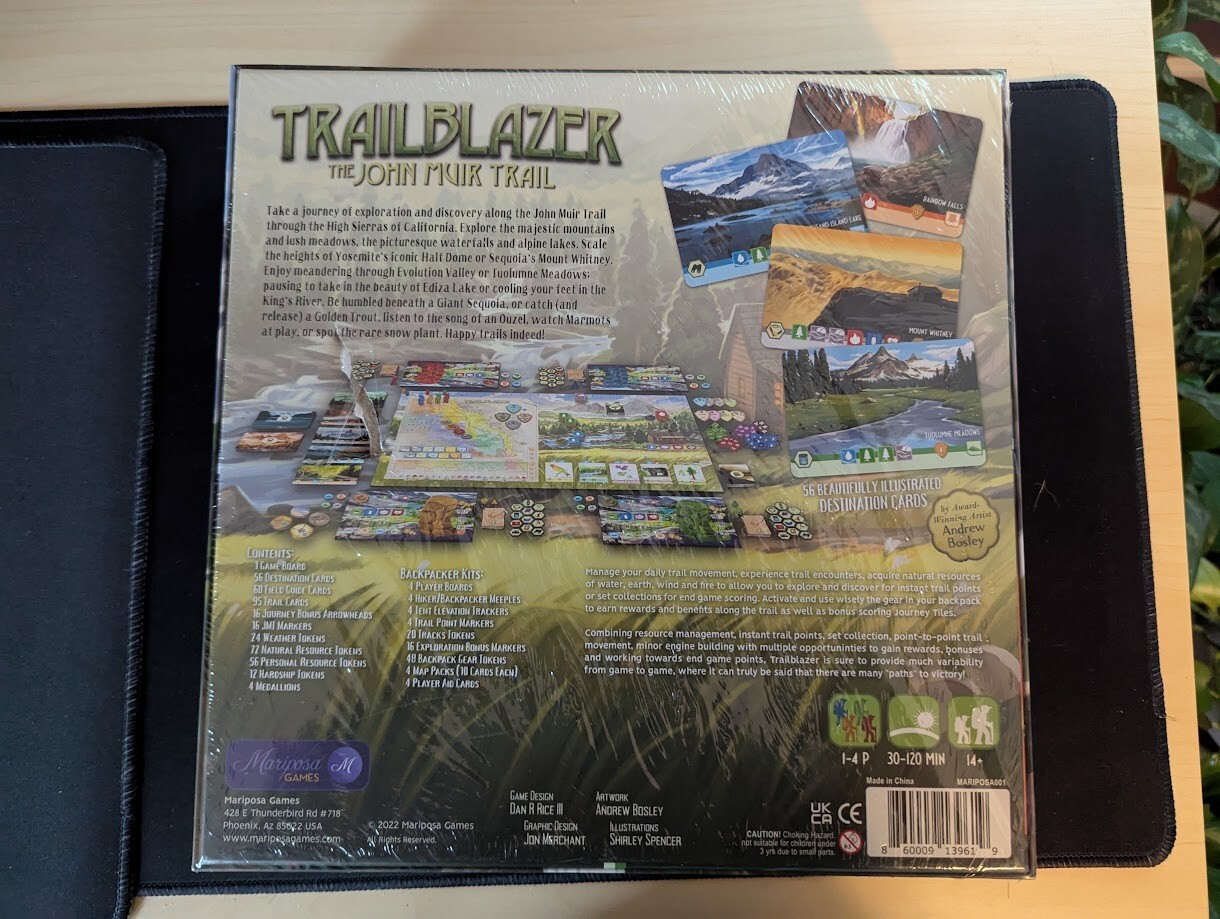 TRAILBLAZER
THE JOHN MUIR TRAIL
Take a journey of exploration and discovery along the John Muir Trail
through the High Sierras of California. Explore the majestic mountains
and lush meadows, the picturesque waterfalls and alpine lakes. Scale
the heights of Yosemite's iconic Half Dome or Sequoia's Mount Whitney.
Enjoy meandering through Evolution Valley or Tuolumne Meadows;
pausing to take in the beauty of Ediza Lake or cooling your feet in the
King's River. Be humbled beneath a Giant Sequoia, or catch (and
release) a Golden Trout, listen to the song of an Ouzel, watch Marmots
at play, or spot the rare snow plant. Happy trails indeed!
RAINBOW FALLS
3
ISLAND LAKE
MOUNT WHITNEY
TUOLUMNE MEADOWS
1
56 BEAUTIFULLY ILLUSTRATED
DESTINATION CARDS
by Award-
Winning Artist
Andrew
Bosley
CONTENTS:
1 GAME BOARD
56 DESTINATION CARDS
60 FIELD GUIDE CARDS
95 TRAIL CARDS
16 JOURNEY BONUS ARROWHEADS
16 JMT MARKERS
24 WEATHER TOKENS
72 NATURAL RESOURCE TOKENS
56 PERSONAL RESOURCE TOKENS
12 HARDSHIP TOKENS
4 MEDALLIONS
BACKPACKER KITS:
4 PLAYER BOARDS
4 HIKER/BACKPACKER MEEPLES
4 TENT ELEVATION TRACKERS
4 TRAIL POINT MARKERS
20 TRACKS TOKENS
16 EXPLORATION BONUS MARKERS
48 BACKPACK GEAR TOKENS
4 MAP PACKS (10 CARDS EACH)
4 PLAYER AID CARDS
Manage your daily trail movement, experience trail encounters, acquire natural resources
of water, earth, wind and fire to allow you to explore and discover for instant trail points
or set collections for end game scoring. Activate and use wisely the gear in your backpack
to earn rewards and benefits along the trail as well as bonus scoring Journey Tiles.
Combining resource management, instant trail points, set collection, point-to-point trail
movement, minor engine building with multiple opportuninties to gain rewards, bonuses
and working towards end game points, Trailblazer is sure to provide much variability
from game to game, where it can truly be said that there are many "paths" to victory!
1-4 P
30-120 MIN
14+
Mariposa
GAMES
M
Mariposa Games
428 E Thunderbird Rd #718
Phoenix, Az 85022 USA
www.mariposagames.com
© 2022 Mariposa Games
Rights Reserved.
GAME DESIGN
DAN R RICE III
ARTWORK
ANDREW BOSLEY
GRAPHIC DESIGN
JON MERCHANT
ILLUSTRATIONS
SHIRLEY SPENCER
Made in China
MARIPOSA001
UK
CA
CE
CAUTION! Choking Hazard.
not suitable for children under
3 yrs due to small parts.
0-3
8 60009 13961 9